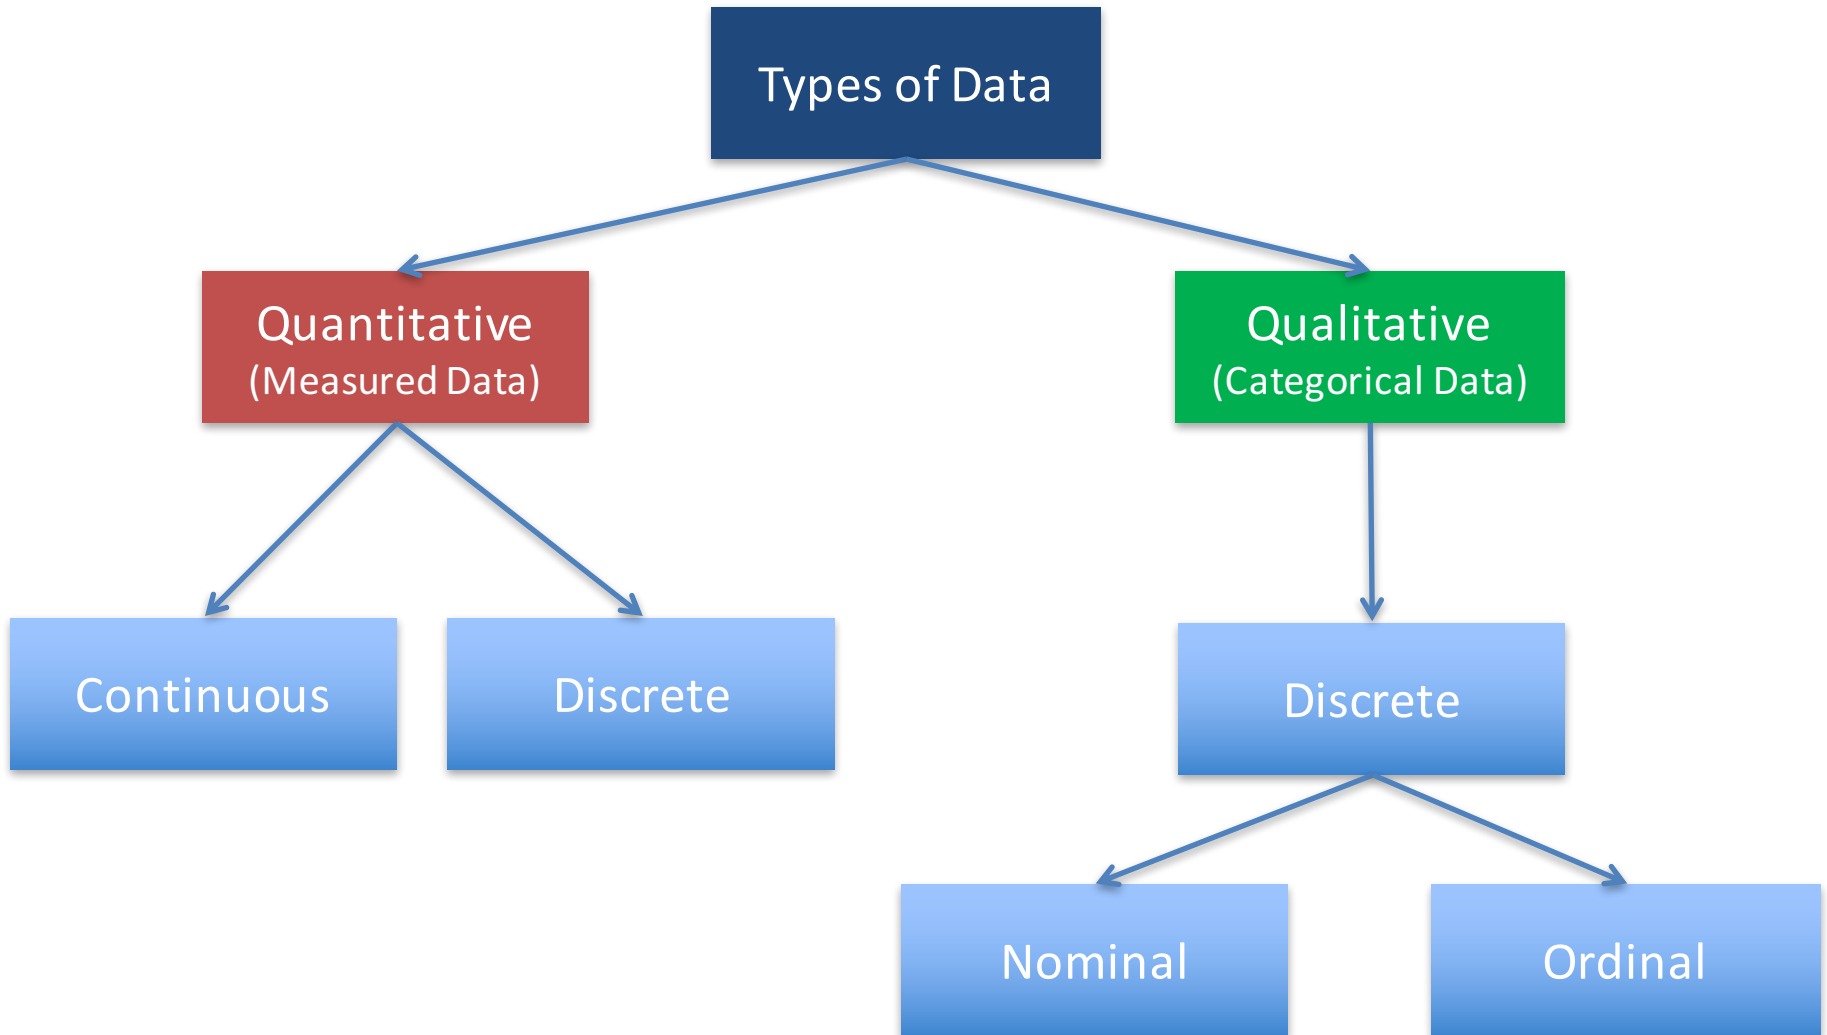 Types of Data
Quantitative
(Measured Data)
Qualitative
(Categorical Data)
Continuous
Discrete
Discrete
Nominal
Ordinal